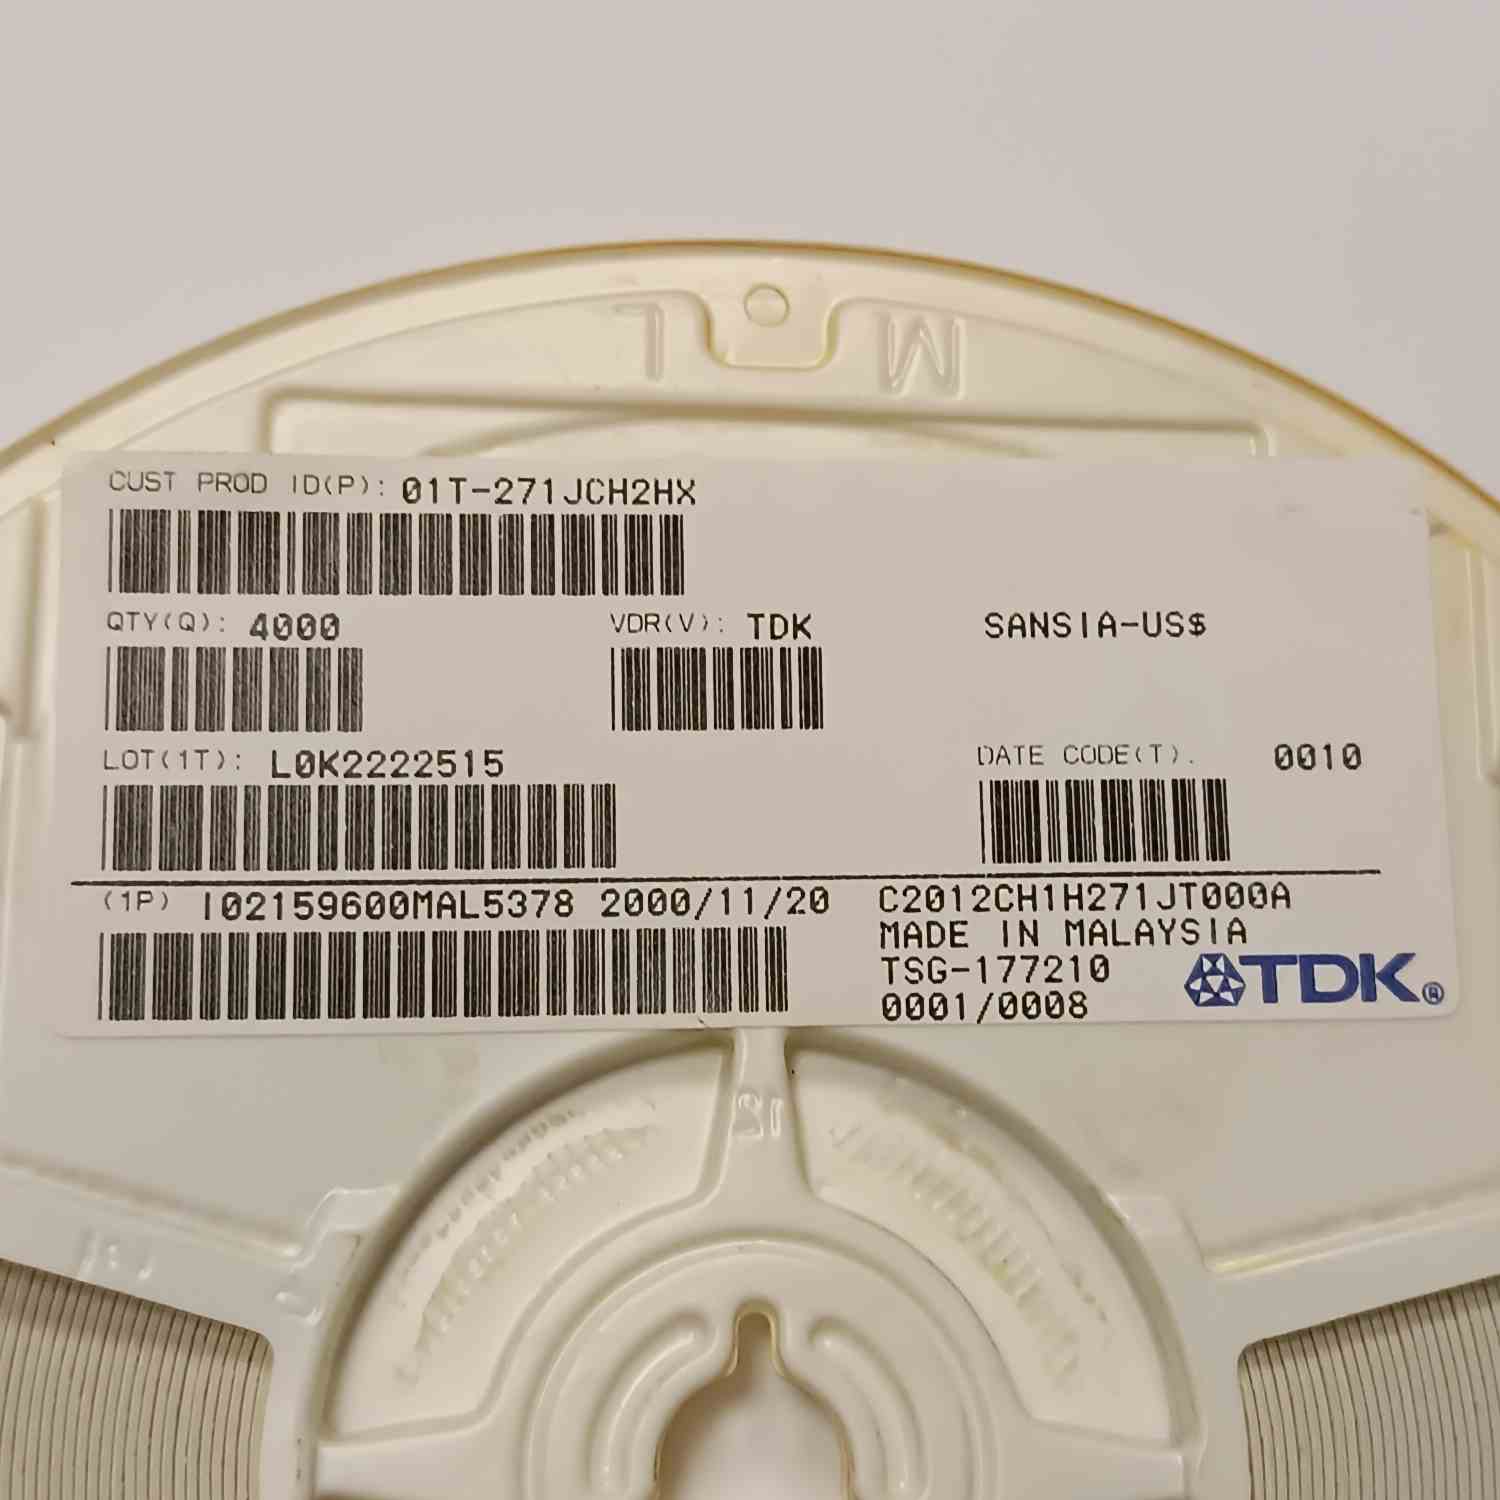 L M
CUST PROD ID(P): 01T-271JCH2HX
QTY(Q): 4000 VDR(V): TDK SANSIA-US$
LOT(1T): L0K2222515 DATE CODE(T). 0010
(1P) I02159600MAL5378 2000/11/20 C2012CH1H271JT000A
MADE IN MALAYSIA
TSG-177210
0001/0008
TDK®